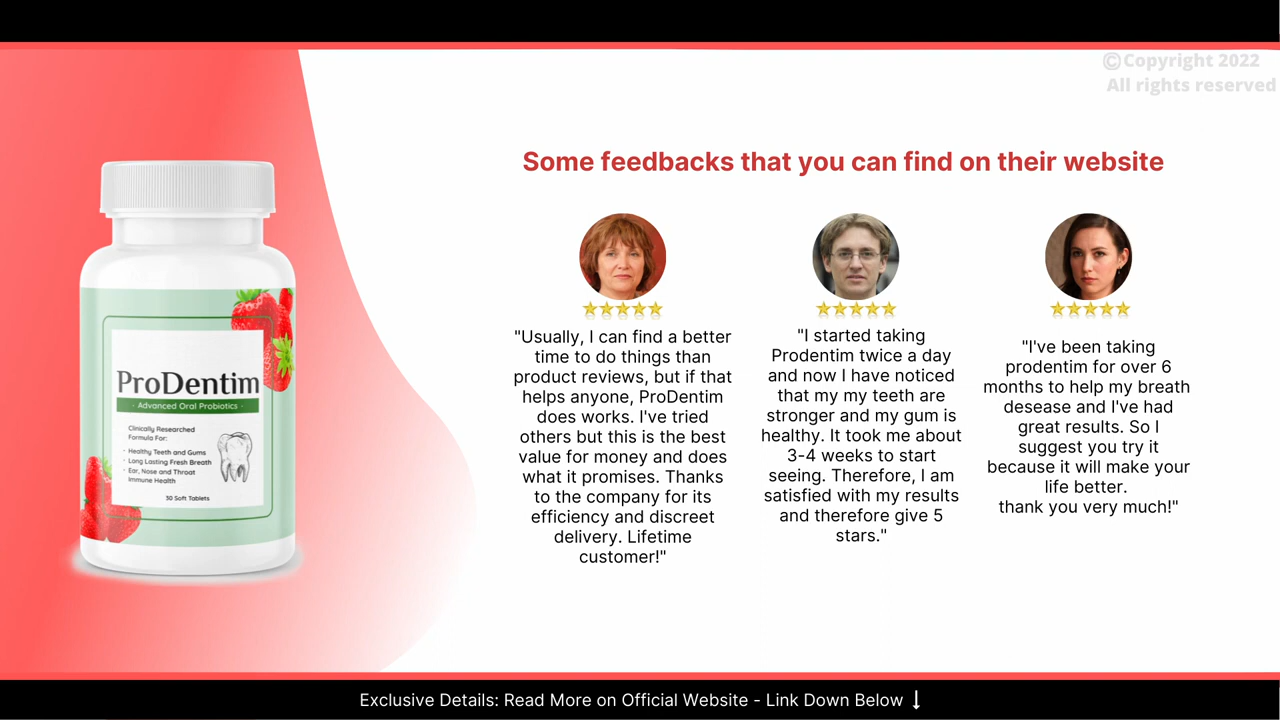 ©Copyright 2022
All rights reserved
Some feedbacks that you can find on their website
"Usually, I can find a better
time to do things than
product reviews, but if that
helps anyone, ProDentim
does works. I've tried
others but this is the best
value for money and does
what it promises. Thanks
to the company for its
efficiency and discreet
delivery. Lifetime
customer!"
"I started taking
Prodentim twice a day
and now I have noticed
that my my teeth are
stronger and my gum is
healthy. It took me about
3-4 weeks to start
seeing. Therefore, I am
satisfied with my results
and therefore give 5
stars."
"I've been taking
prodentim for over 6
months to help my breath
desease and I've had
great results. So I
suggest you try it
because it will make your
life better.
thank you very much!"
ProDentim
- Advanced Oral Probiotics -
Clinically Researched
Formula For:
· Healthy Teeth and Gums
· Long Lasting Fresh Breath
· Ear, Nose and Throat
Immune Health
30 Soft Tablets
Exclusive Details: Read More on Official Website - Link Down Below